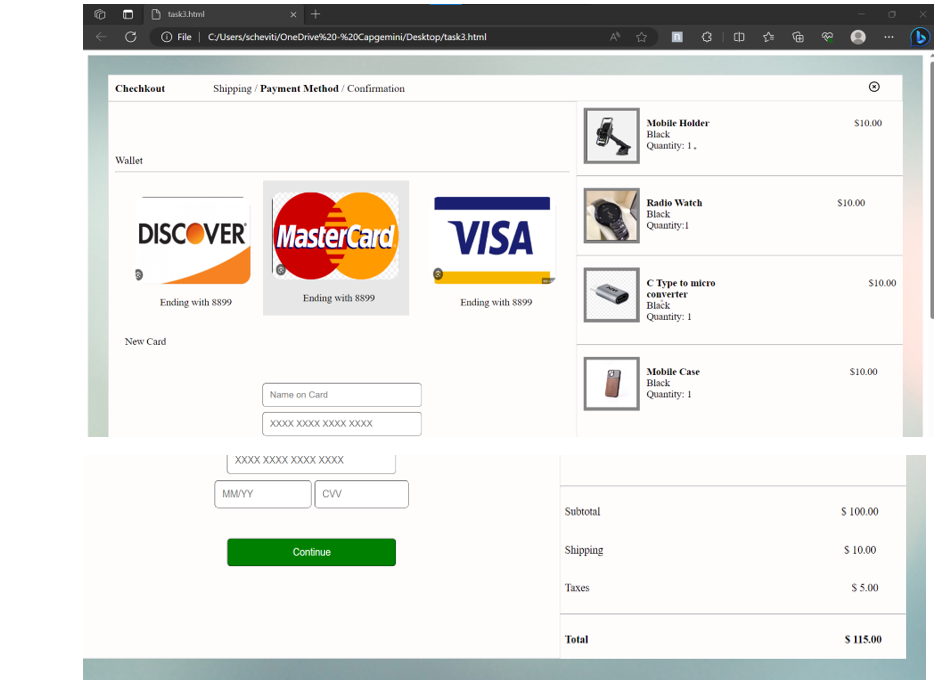 task3.html
File | C:/Users/scheviti/OneDrive%20-%20Capgemini/Desktop/task3.html
Chechkout
Shipping / Payment Method / Confirmation
Wallet
DISCOVER
MasterCard
VISA
Ending with 8899
Ending with 8899
Ending with 8899
New Card
Name on Card
XXXX XXXX XXXX XXXX
Mobile Holder $10.00
Black
Quantity: 1 .
Radio Watch $10.00
Black
Quantity:1
C Type to micro $10.00
converter
Black
Quantity: 1
Mobile Case $10.00
Black
Quantity: 1
XXXX XXXX XXXX XXXX
MM/YY
CVV
Continue
Subtotal $ 100.00
Shipping $ 10.00
Taxes $ 5.00
Total $ 115.00